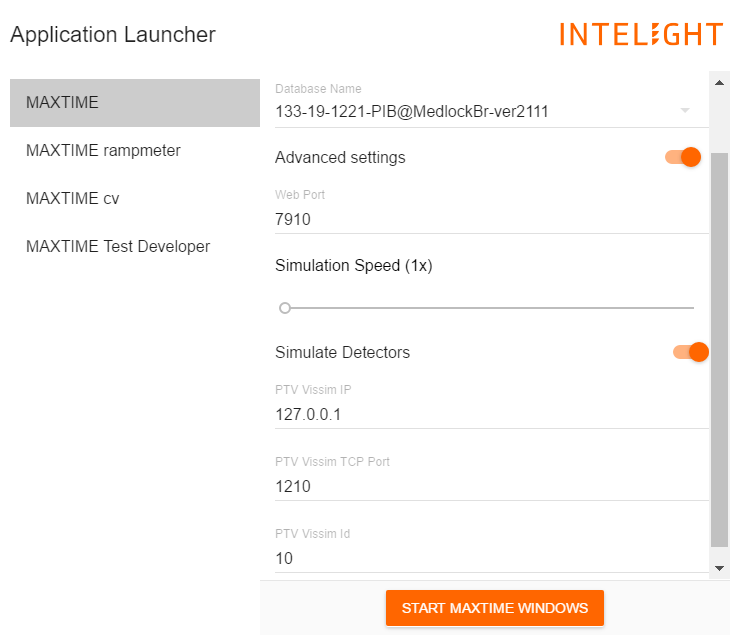 Application Launcher
INTELIGHT
MAXTIME
MAXTIME rampmeter
MAXTIME cv
MAXTIME Test Developer
Database Name
133-19-1221-PIB@MedlockBr-ver2111
Advanced settings
Web Port
7910
Simulation Speed (1x)
Simulate Detectors
PTV Vissim IP
127.0.0.1
PTV Vissim TCP Port
1210
PTV Vissim Id
10
START MAXTIME WINDOWS